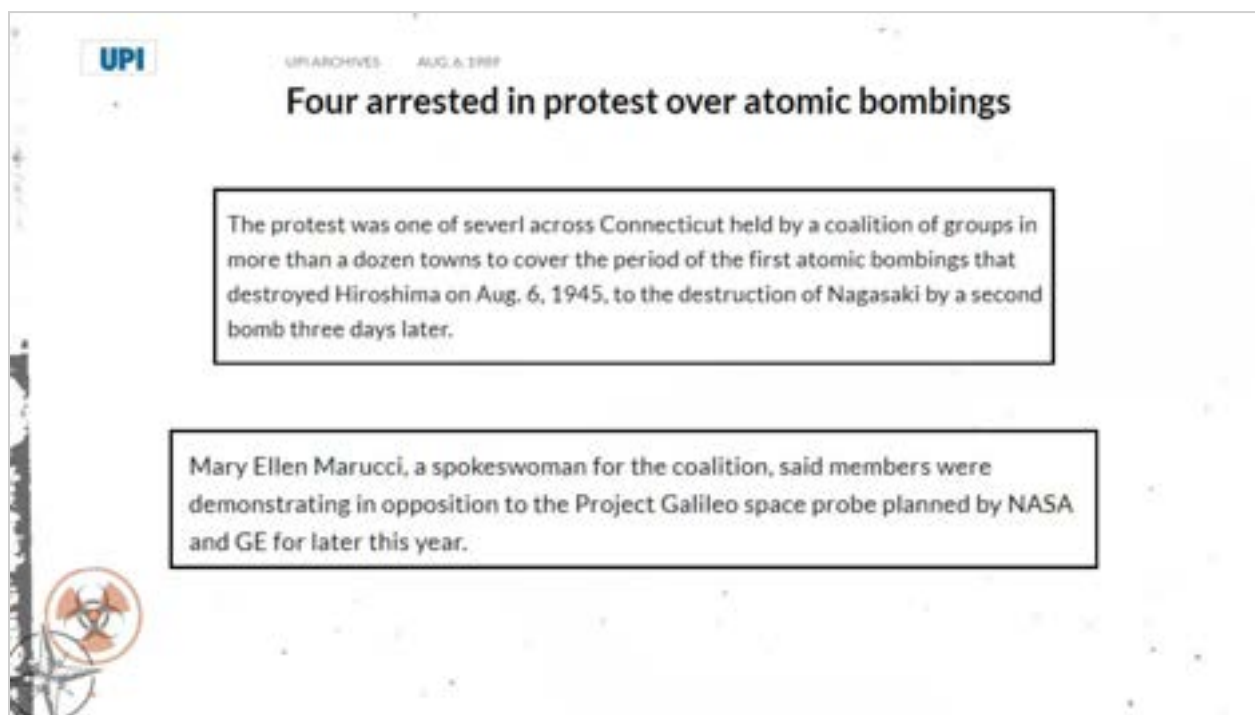 UPI
UPI ARCHIVES AUG. 6, 1989
Four arrested in protest over atomic bombings
The protest was one of severl across Connecticut held by a coalition of groups in
more than a dozen towns to cover the period of the first atomic bombings that
destroyed Hiroshima on Aug. 6, 1945, to the destruction of Nagasaki by a second
bomb three days later.
Mary Ellen Marucci, a spokeswoman for the coalition, said members were
demonstrating in opposition to the Project Galileo space probe planned by NASA
and GE for later this year.